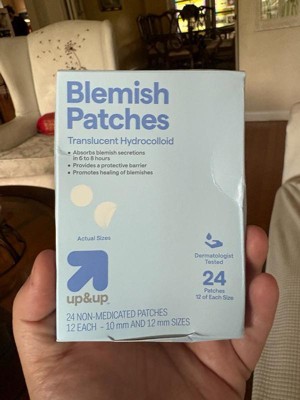 Blemish
Patches
Translucent Hydrocolloid
• Absorbs blemish secretions
in 6 to 8 hours
• Provides a protective barrier
• Promotes healing of blemishes
Actual Sizes
Dermatologist
Tested
24
Patches
12 of Each Size
up&up™
24 NON-MEDICATED PATCHES
12 EACH – 10 mm AND 12 mm SIZES